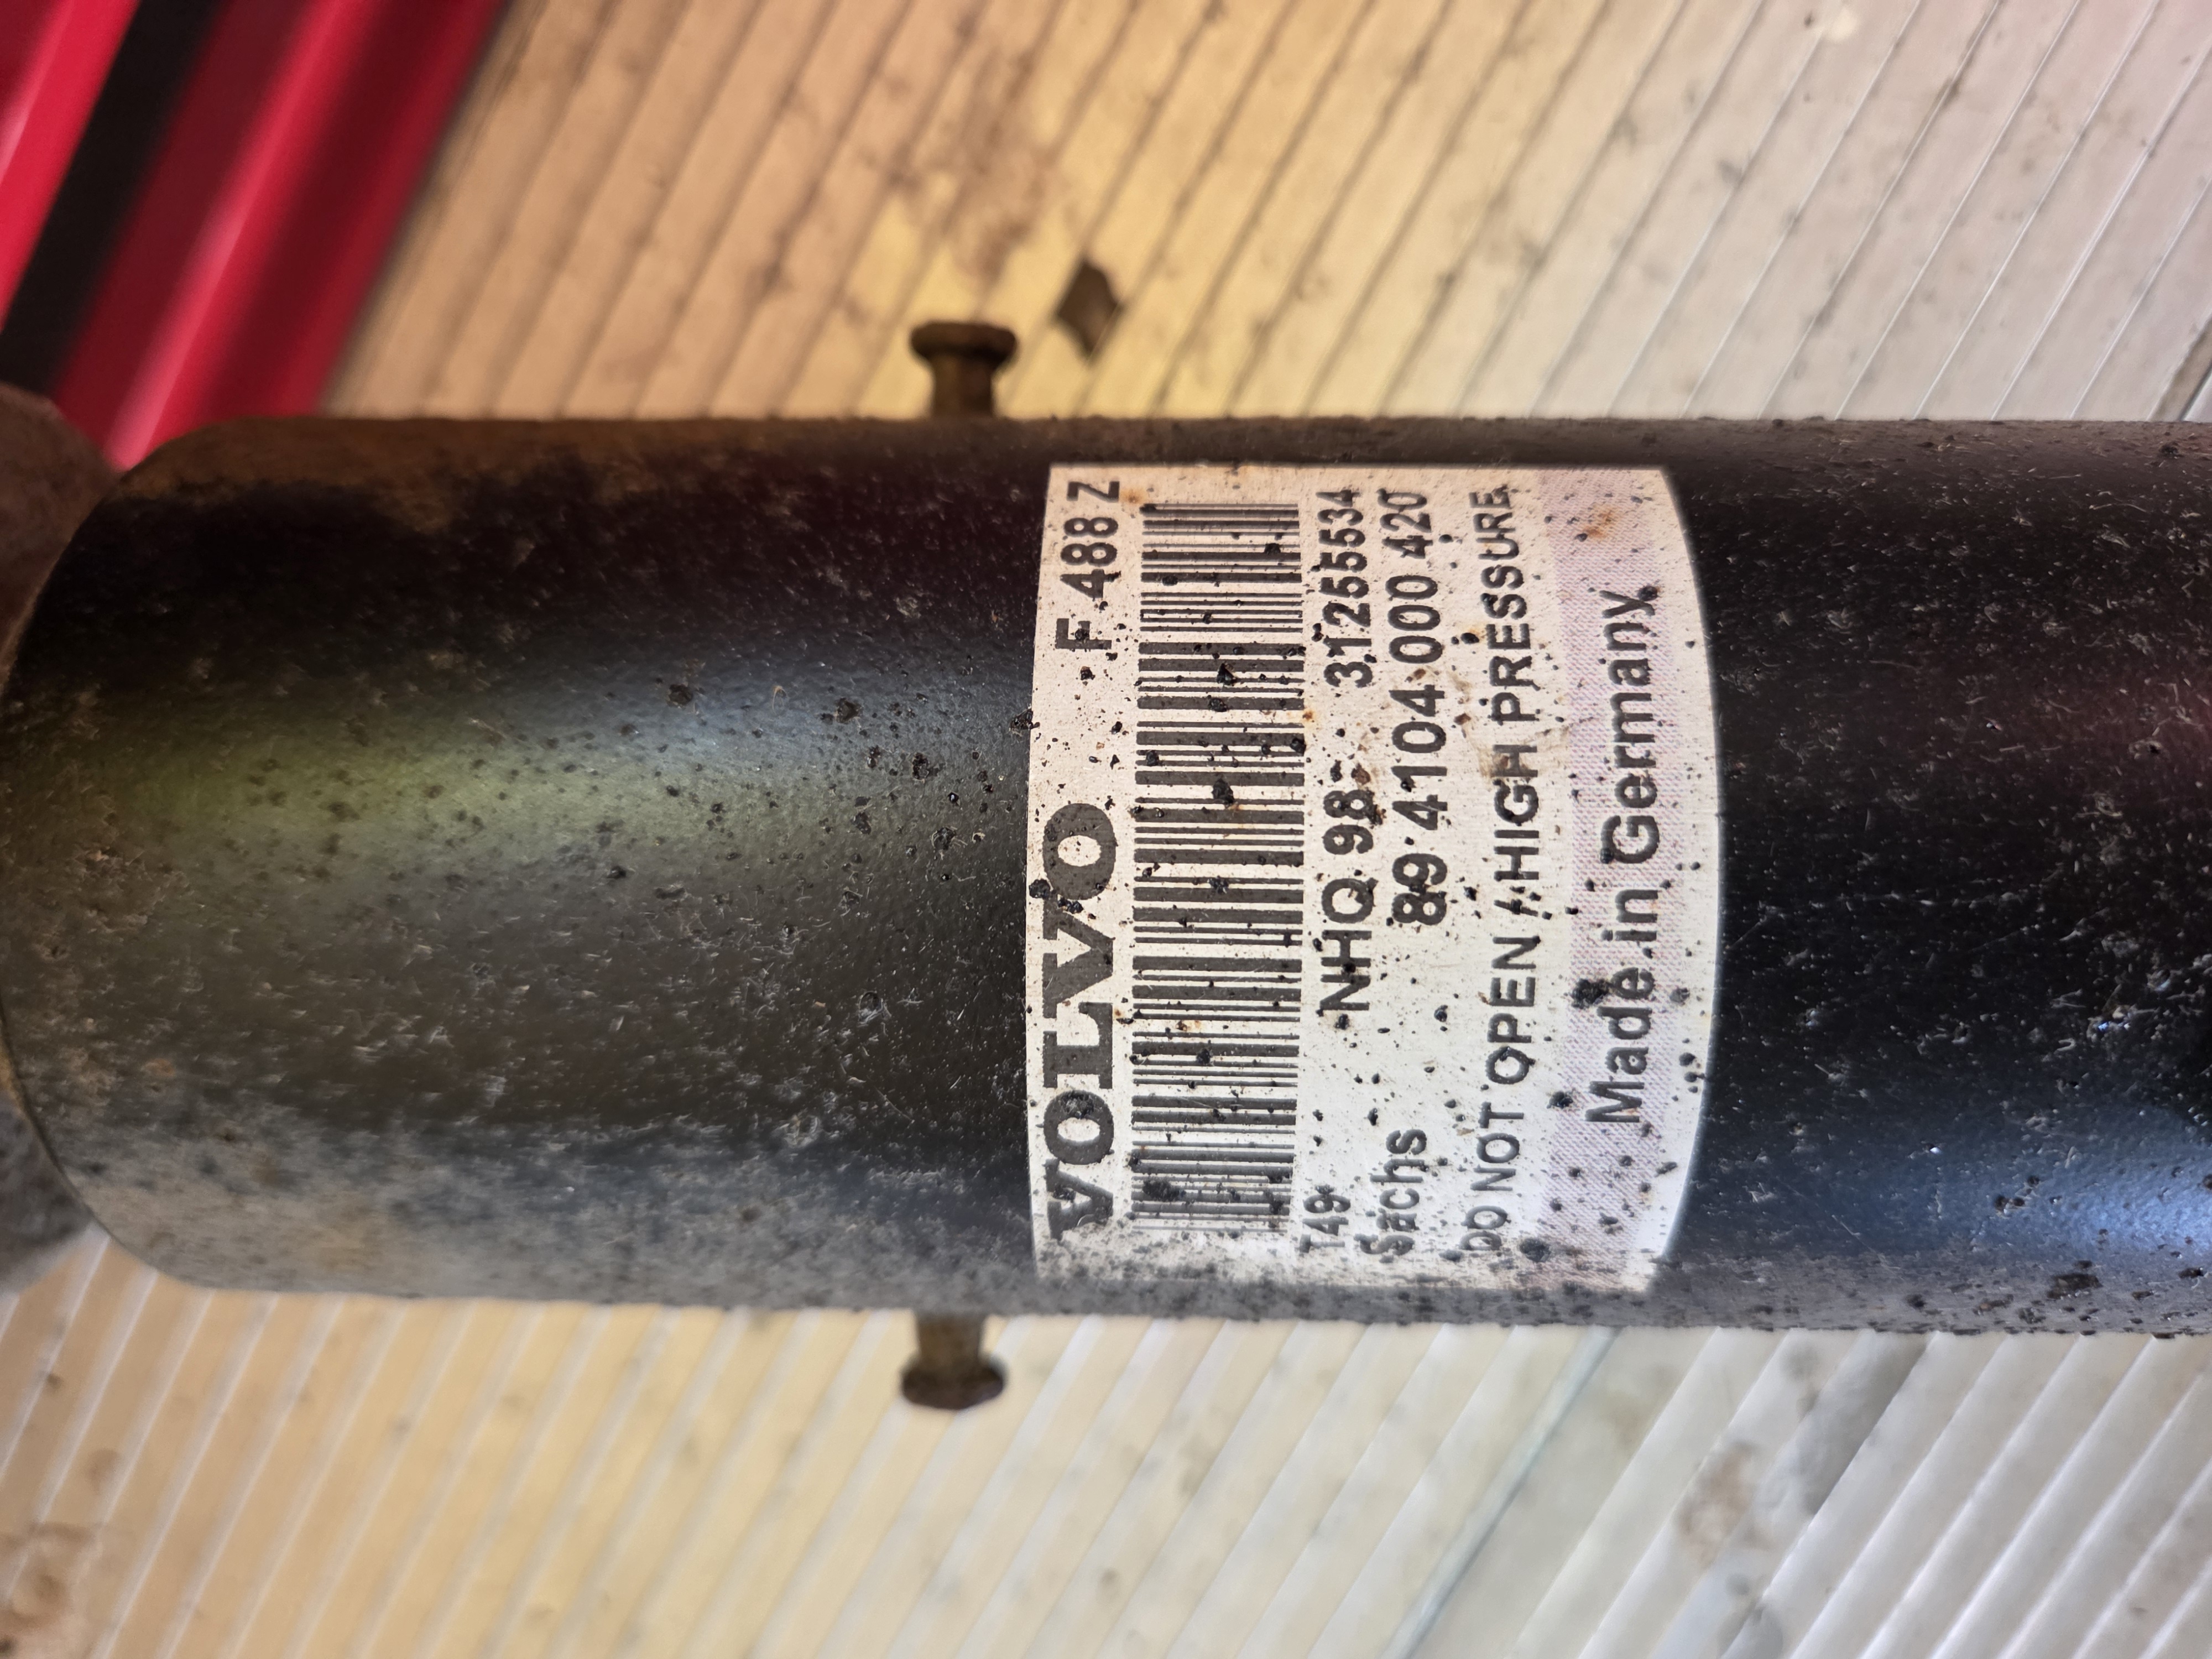 VOLVO F 488 Z
T49 NHQ 98- 31255534
Sachs 89 4104 000 420
DO NOT OPEN / HIGH PRESSURE
Made in Germany